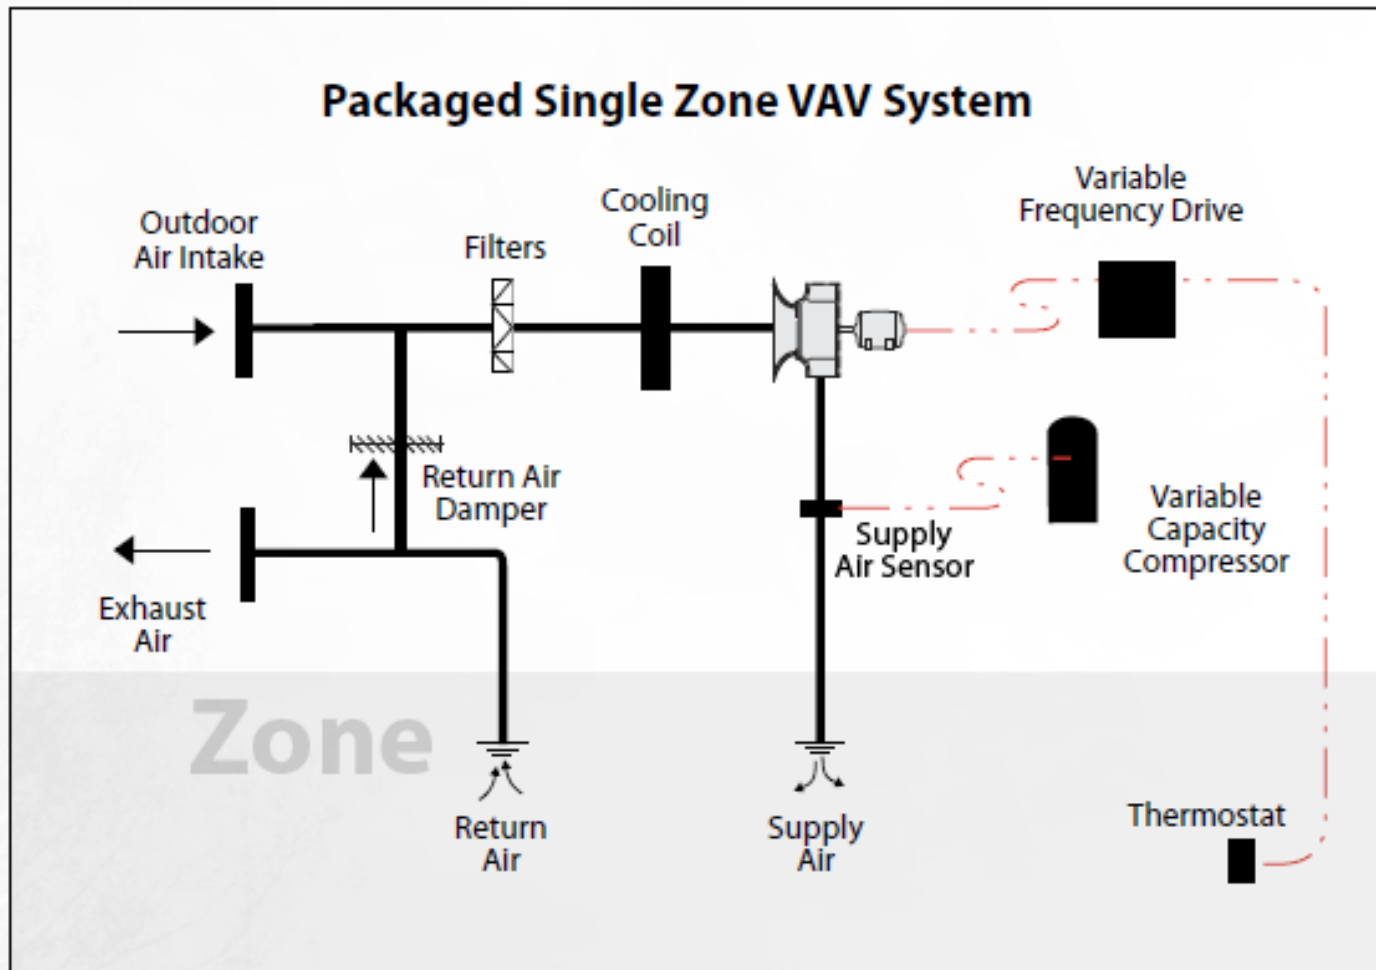 Packaged Single Zone VAV System
Variable
Frequency Drive
Cooling
Coil
Outdoor
Air Intake
Filters
Return Air
Damper
Variable
Capacity
Compressor
Supply
Air Sensor
Exhaust
Air
Zone
Return
Air
Supply
Air
Thermostat